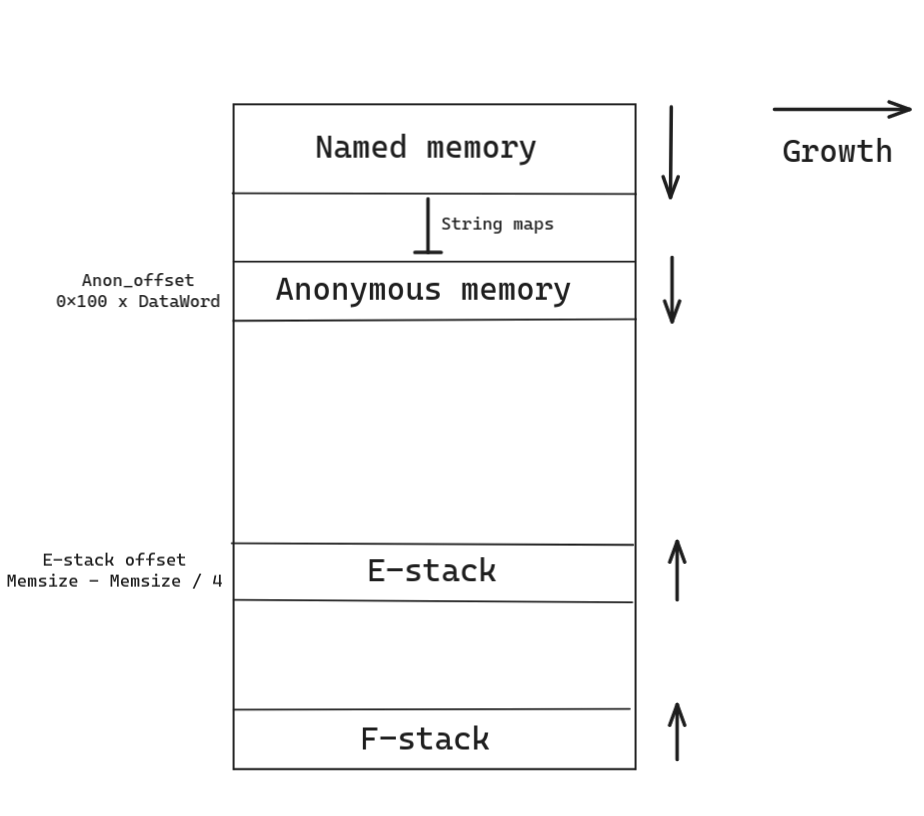 Named memory
Growth
String maps
Anon_offset
0×100 x DataWord
Anonymous memory
E-stack offset
Memsize - Memsize / 4
E-stack
F-stack